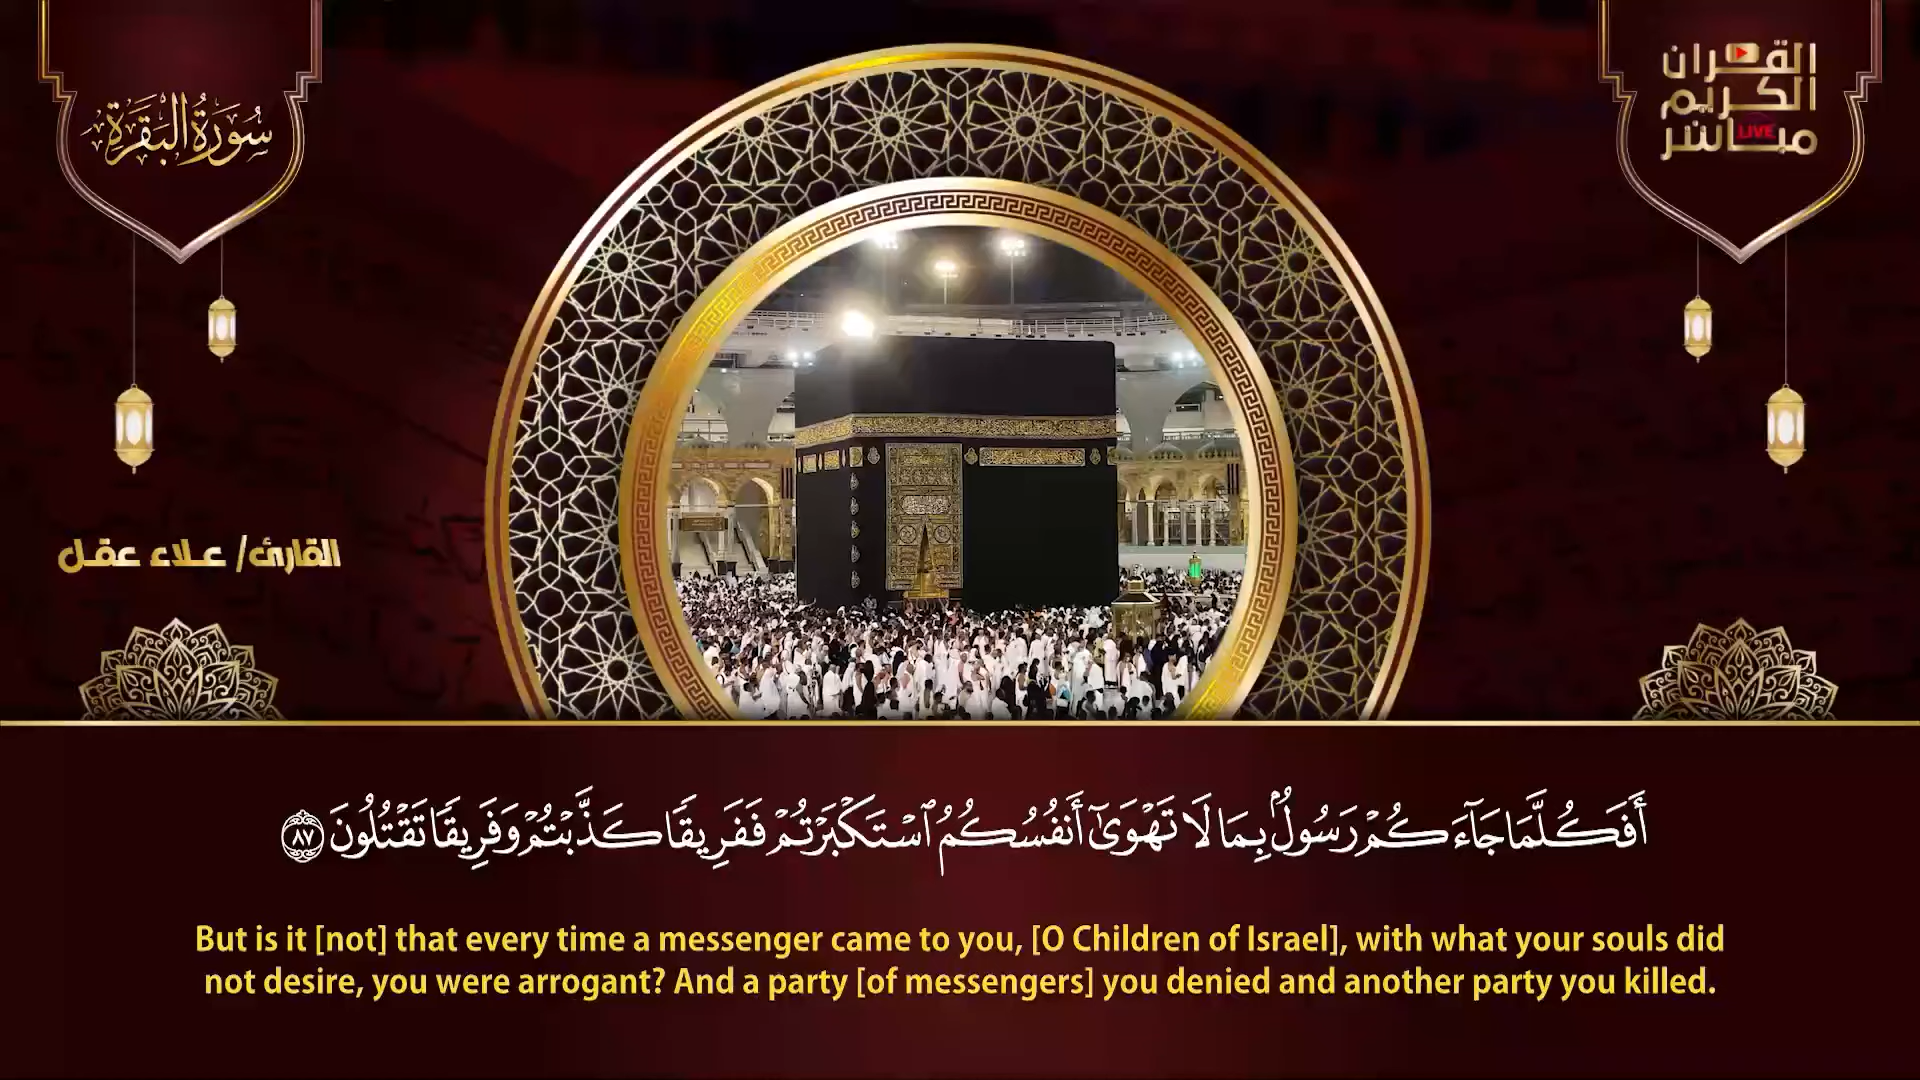 سُورَةُ البَقَرَةِ
القرآن
الكريم
مباشر
LIVE
القارئ/ علاء عقل
أَفَكُلَّمَا جَآءَكُمۡ رَسُولُۢ بِمَا لَا تَهۡوَىٰٓ أَنفُسُكُمُ ٱسۡتَكۡبَرۡتُمۡ فَفَرِيقٗا كَذَّبۡتُمۡ وَفَرِيقٗا تَقۡتُلُونَ ٨٧
But is it [not] that every time a messenger came to you, [O Children of Israel], with what your souls did
not desire, you were arrogant? And a party [of messengers] you denied and another party you killed.